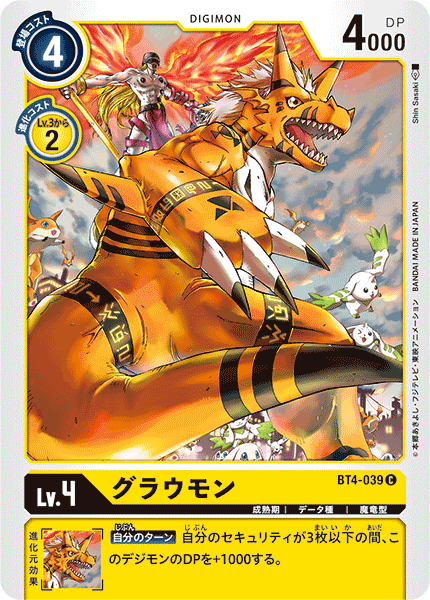 DIGIMON
登場コスト
4
DP
4000
進化コスト
Lv.3から
2
Shin Sasaki
©本郷あきよし・フジテレビ・東映アニメーション BANDAI MADE IN JAPAN
BT4-039 C
Lv.4 グラウモン
成熟期 データ種 魔竜型
進化元効果
自分のターン 自分のセキュリティが3枚以下の間、こ
のデジモンのDPを+1000する。